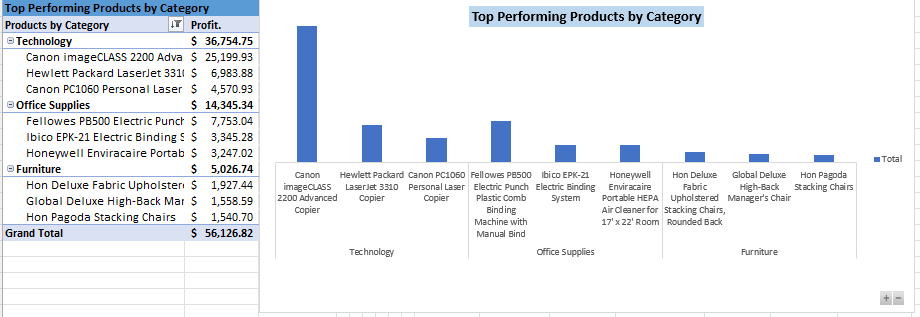 Top Performing Products by Category
Products by Category Profit.
Technology $ 36,754.75
Canon imageCLASS 2200 Adva $ 25,199.93
Hewlett Packard LaserJet 331 $ 6,983.88
Canon PC1060 Personal Laser $ 4,570.93
Office Supplies $ 14,345.34
Fellowes PB500 Electric Punch $ 7,753.04
Ibico EPK-21 Electric Binding S $ 3,345.28
Honeywell Enviracaire Portab $ 3,247.02
Furniture $ 5,026.74
Hon Deluxe Fabric Upholster $ 1,927.44
Global Deluxe High-Back Mar $ 1,558.59
Hon Pagoda Stacking Chairs $ 1,540.70
Grand Total $ 56,126.82
Top Performing Products by Category
Canon
imageCLASS
2200 Advanced
Copier
Hewlett Packard
LaserJet 3310
Copier
Canon PC1060
Personal Laser
Copier
Fellowes PB500
Electric Punch
Plastic Comb
Binding
Machine with
Manual Bind
Ibico EPK-21
Electric Binding
System
Honeywell
Enviracaire
Portable HEPA
Air Cleaner for
17' x 22' Room
Hon Deluxe
Fabric
Upholstered
Stacking Chairs,
Rounded Back
Global Deluxe
High-Back
Manager's Chair
Hon Pagoda
Stacking Chairs
Technology
Office Supplies
Furniture
Total
+ -